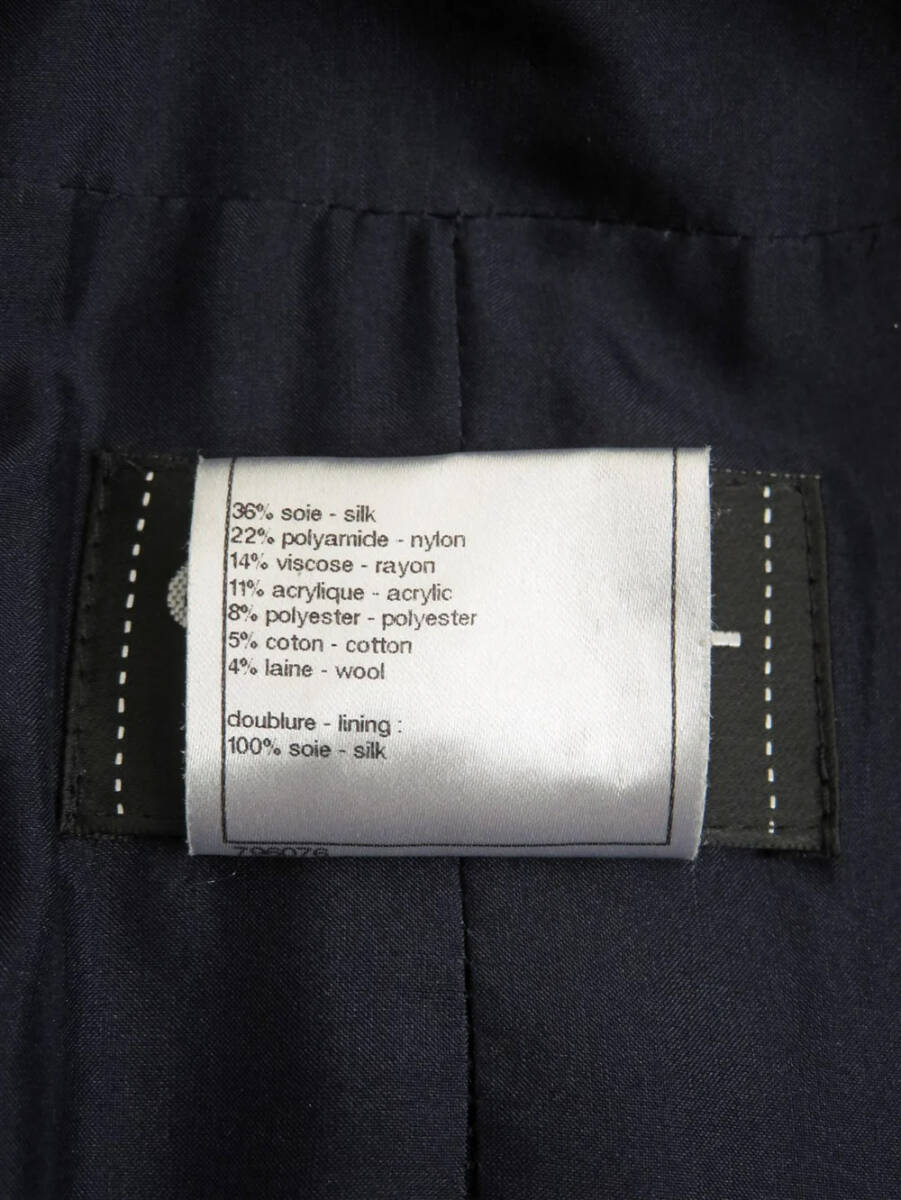 36% soie - silk
22% polyamide - nylon
14% viscose - rayon
11% acrylique - acrylic
8% polyester - polyester
5% coton - cotton
4% laine - wool
doublure - lining :
100% soie - silk